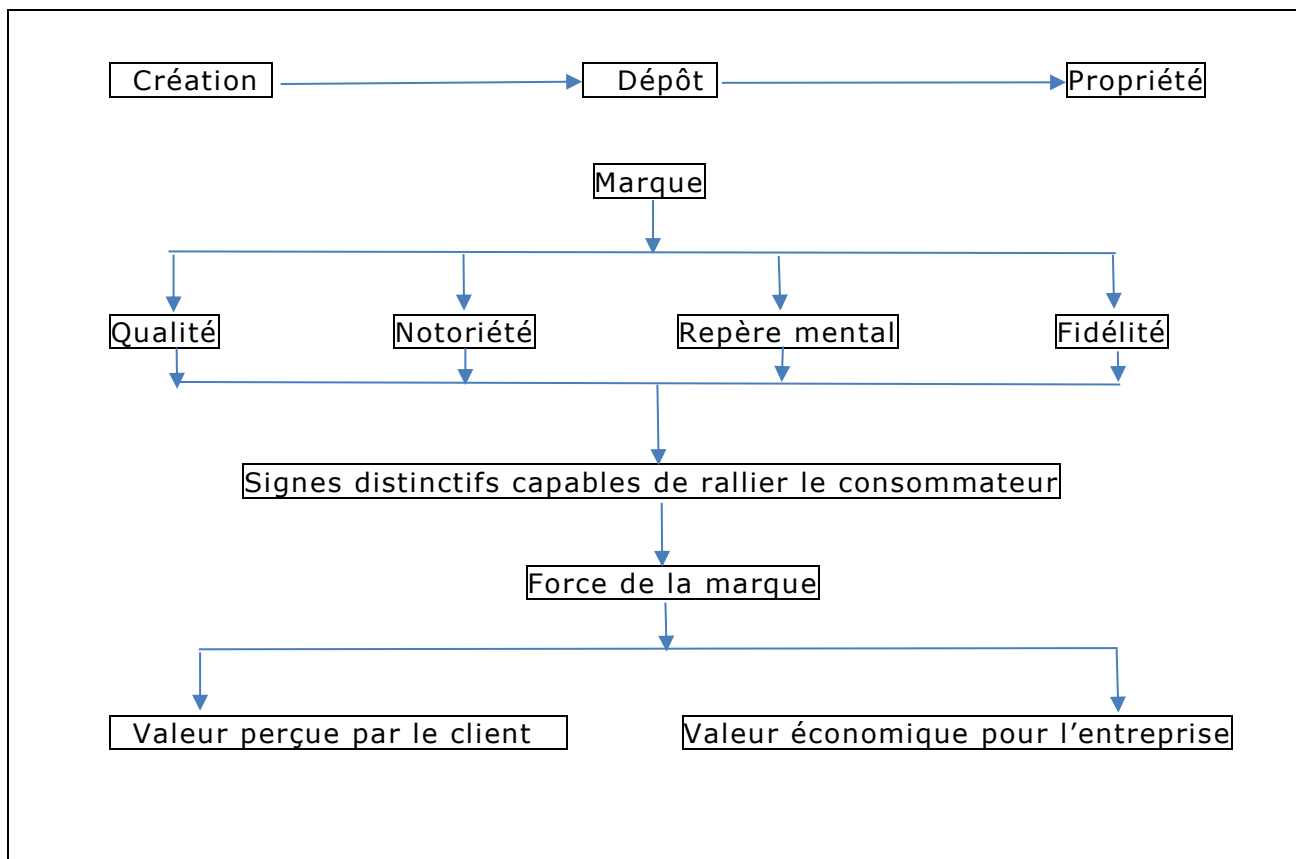 Création Dépôt Propriété
Marque
Qualité Notoriété Repère mental Fidélité
Signes distinctifs capables de rallier le consommateur
Force de la marque
Valeur perçue par le client Valeur économique pour l’entreprise